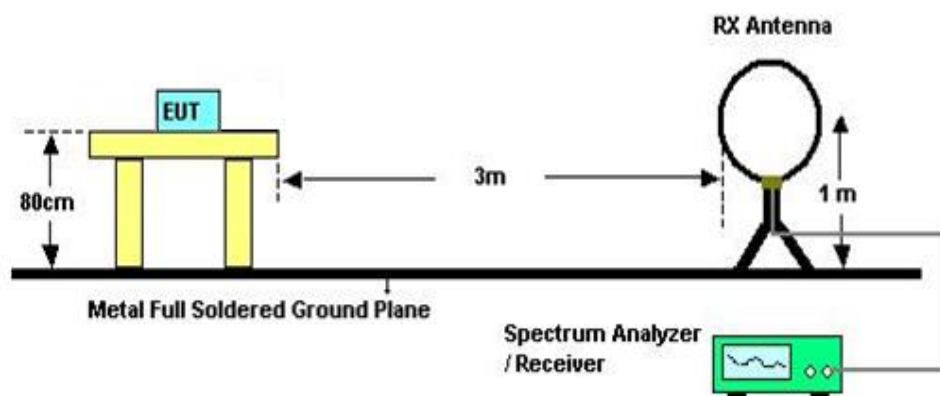 RX Antenna
EUT
80cm
3m
1 m
Metal Full Soldered Ground Plane
Spectrum Analyzer
/ Receiver